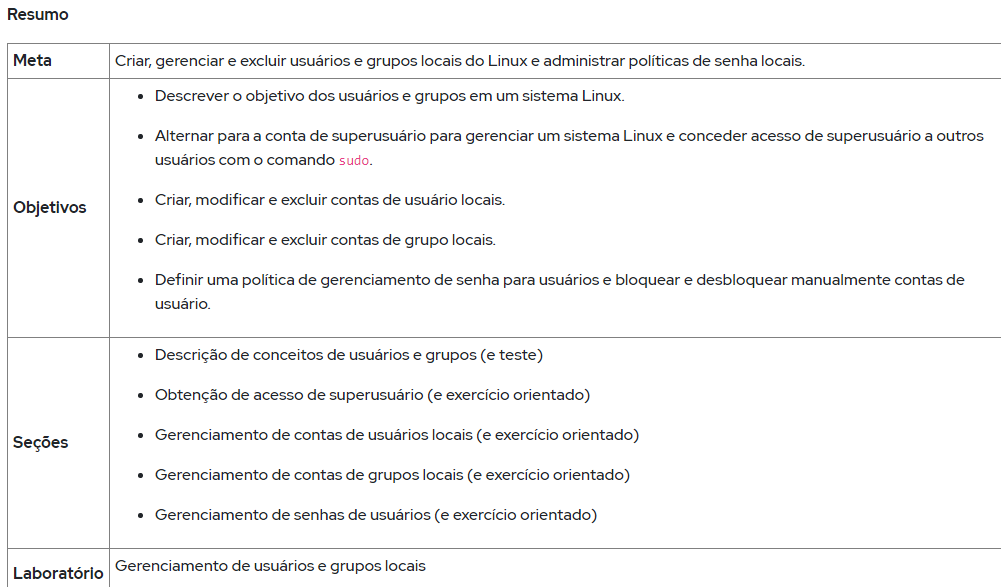 Resumo
Meta
Criar, gerenciar e excluir usuários e grupos locais do Linux e administrar políticas de senha locais.
Objetivos
• Descrever o objetivo dos usuários e grupos em um sistema Linux.
• Alternar para a conta de superusuário para gerenciar um sistema Linux e conceder acesso de superusuário a outros
usuários com o comando sudo.
• Criar, modificar e excluir contas de usuário locais.
• Criar, modificar e excluir contas de grupo locais.
• Definir uma política de gerenciamento de senha para usuários e bloquear e desbloquear manualmente contas de
usuário.
Seções
• Descrição de conceitos de usuários e grupos (e teste)
• Obtenção de acesso de superusuário (e exercício orientado)
• Gerenciamento de contas de usuários locais (e exercício orientado)
• Gerenciamento de contas de grupos locais (e exercício orientado)
• Gerenciamento de senhas de usuários (e exercício orientado)
Laboratório
Gerenciamento de usuários e grupos locais